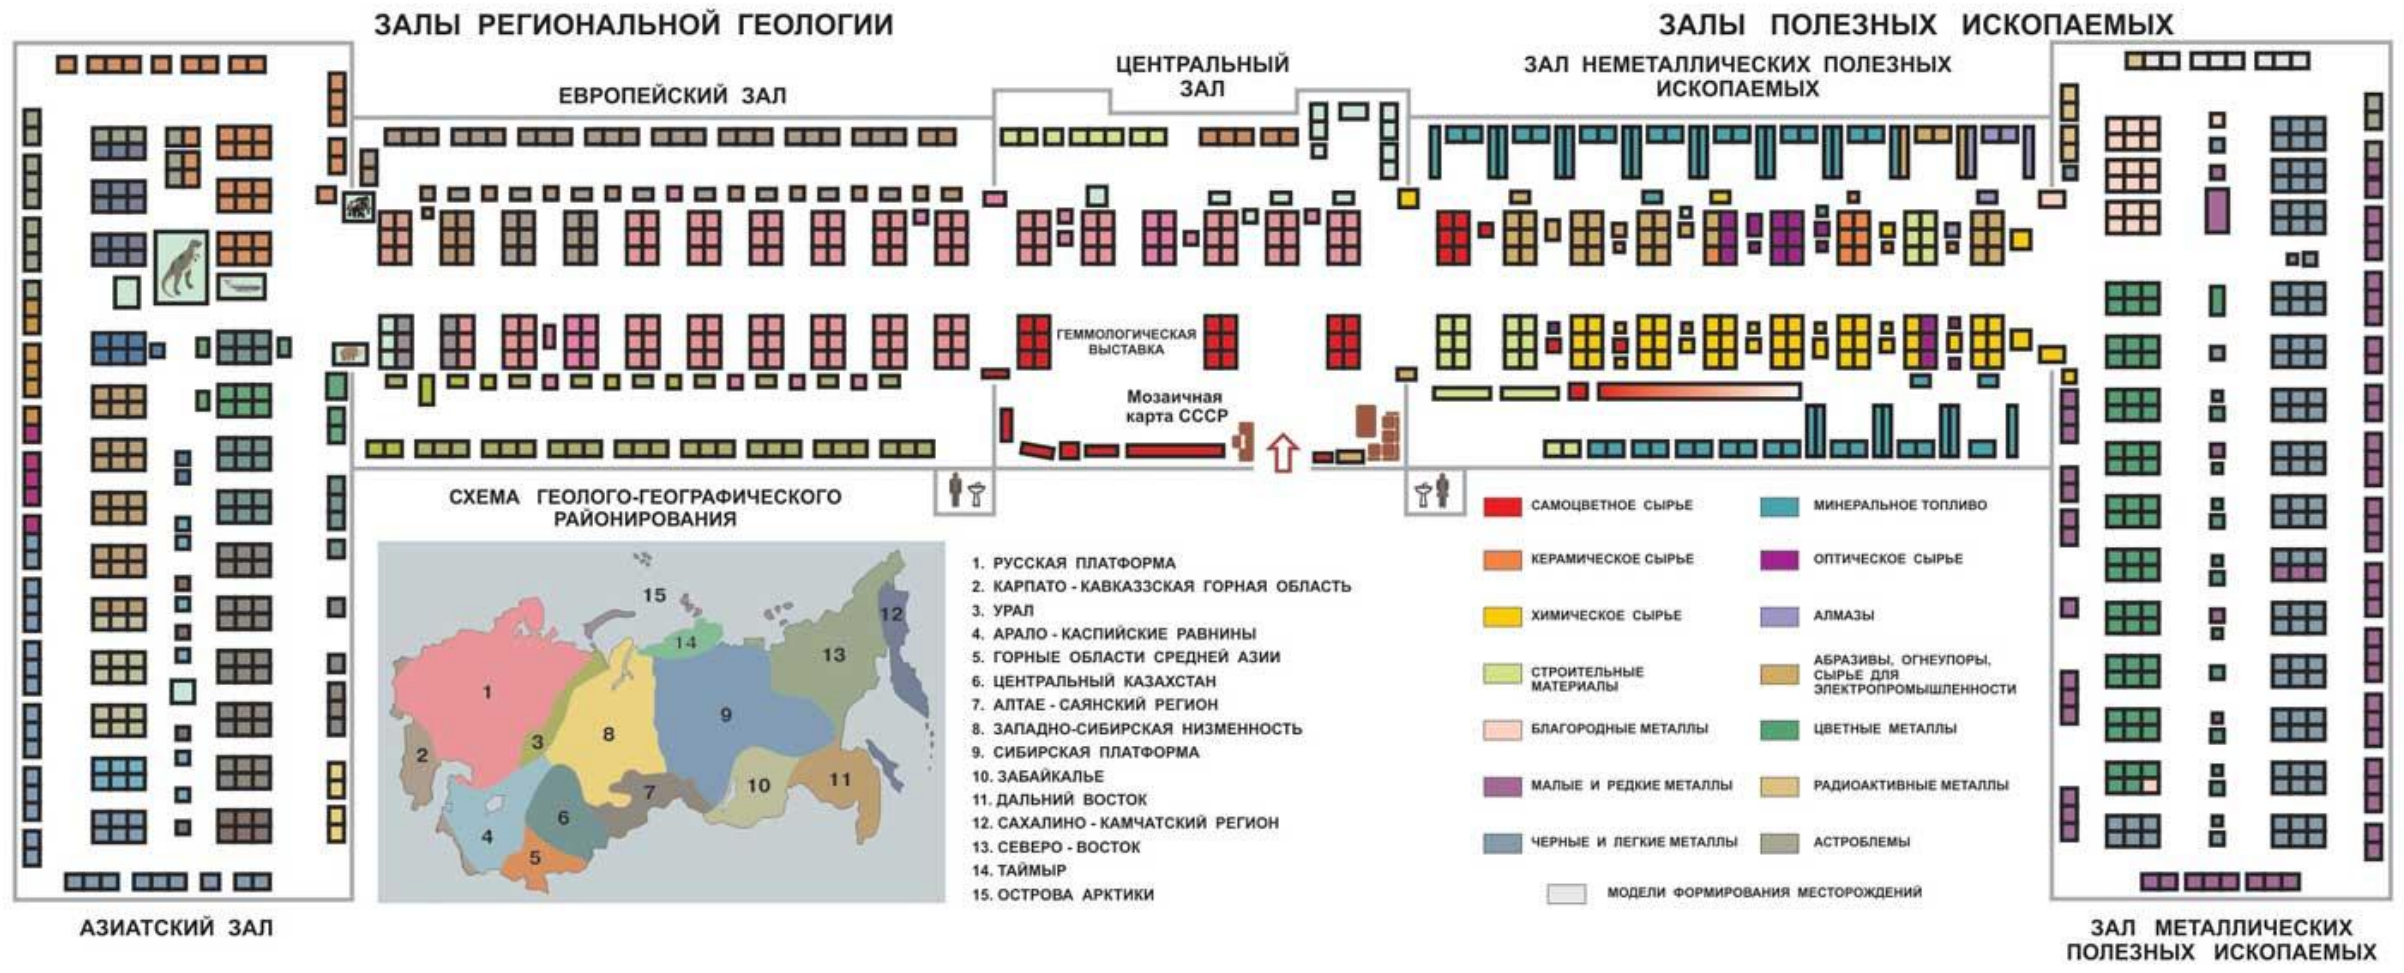 ЗАЛЫ РЕГИОНАЛЬНОЙ ГЕОЛОГИИ
ЗАЛЫ ПОЛЕЗНЫХ ИСКОПАЕМЫХ
ЕВРОПЕЙСКИЙ ЗАЛ
ЦЕНТРАЛЬНЫЙ
ЗАЛ
ЗАЛ НЕМЕТАЛЛИЧЕСКИХ ПОЛЕЗНЫХ
ИСКОПАЕМЫХ
ГЕММОЛОГИЧЕСКАЯ
ВЫСТАВКА
Мозаичная
карта СССР
СХЕМА ГЕОЛОГО-ГЕОГРАФИЧЕСКОГО
РАЙОНИРОВАНИЯ
15
12
14
13
1
9
3
8
2
7
10
11
6
4
5
1. РУССКАЯ ПЛАТФОРМА
2. КАРПАТО - КАВКАЗЗСКАЯ ГОРНАЯ ОБЛАСТЬ
3. УРАЛ
4. АРАЛО - КАСПИЙСКИЕ РАВНИНЫ
5. ГОРНЫЕ ОБЛАСТИ СРЕДНЕЙ АЗИИ
6. ЦЕНТРАЛЬНЫЙ КАЗАХСТАН
7. АЛТАЕ - САЯНСКИЙ РЕГИОН
8. ЗАПАДНО-СИБИРСКАЯ НИЗМЕННОСТЬ
9. СИБИРСКАЯ ПЛАТФОРМА
10. ЗАБАЙКАЛЬЕ
11. ДАЛЬНИЙ ВОСТОК
12. САХАЛИНО - КАМЧАТСКИЙ РЕГИОН
13. СЕВЕРО - ВОСТОК
14. ТАЙМЫР
15. ОСТРОВА АРКТИКИ
САМОЦВЕТНОЕ СЫРЬЕ
КЕРАМИЧЕСКОЕ СЫРЬЕ
ХИМИЧЕСКОЕ СЫРЬЕ
СТРОИТЕЛЬНЫЕ
МАТЕРИАЛЫ
БЛАГОРОДНЫЕ МЕТАЛЛЫ
МАЛЫЕ И РЕДКИЕ МЕТАЛЛЫ
ЧЕРНЫЕ И ЛЕГКИЕ МЕТАЛЛЫ
МИНЕРАЛЬНОЕ ТОПЛИВО
ОПТИЧЕСКОЕ СЫРЬЕ
АЛМАЗЫ
АБРАЗИВЫ, ОГНЕУПОРЫ,
СЫРЬЕ ДЛЯ
ЭЛЕКТРОПРОМЫШЛЕННОСТИ
ЦВЕТНЫЕ МЕТАЛЛЫ
РАДИОАКТИВНЫЕ МЕТАЛЛЫ
АСТРОБЛЕМЫ
МОДЕЛИ ФОРМИРОВАНИЯ МЕСТОРОЖДЕНИЙ
АЗИАТСКИЙ ЗАЛ
ЗАЛ МЕТАЛЛИЧЕСКИХ
ПОЛЕЗНЫХ ИСКОПАЕМЫХ